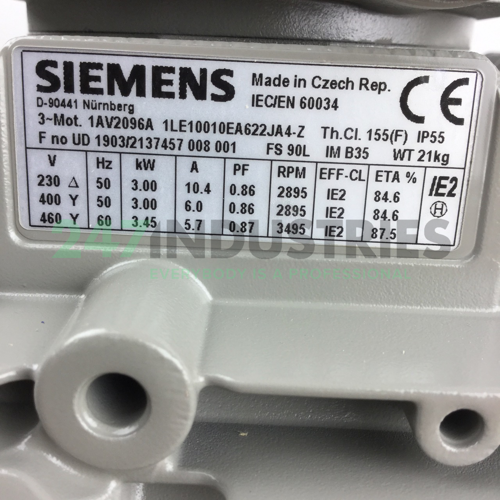 SIEMENS
Made in Czech Rep.
CE
D-90441 Nürnberg
IEC/EN 60034
3~Mot. 1AV2096A 1LE10010EA622JA4-Z Th.Cl. 155(F) IP55
F no UD 1903/2137457 008 001 FS 90L IM B35 WT 21kg
V Hz kW A PF RPM EFF-CL ETA % IE2
230 Δ 50 3.00 10.4 0.86 2895 IE2 84.6
400 Y 50 3.00 6.0 0.86 2895 IE2 84.6
460 Y 60 3.45 5.7 0.87 3495 IE2 87.5
H
247INDUSTRIES